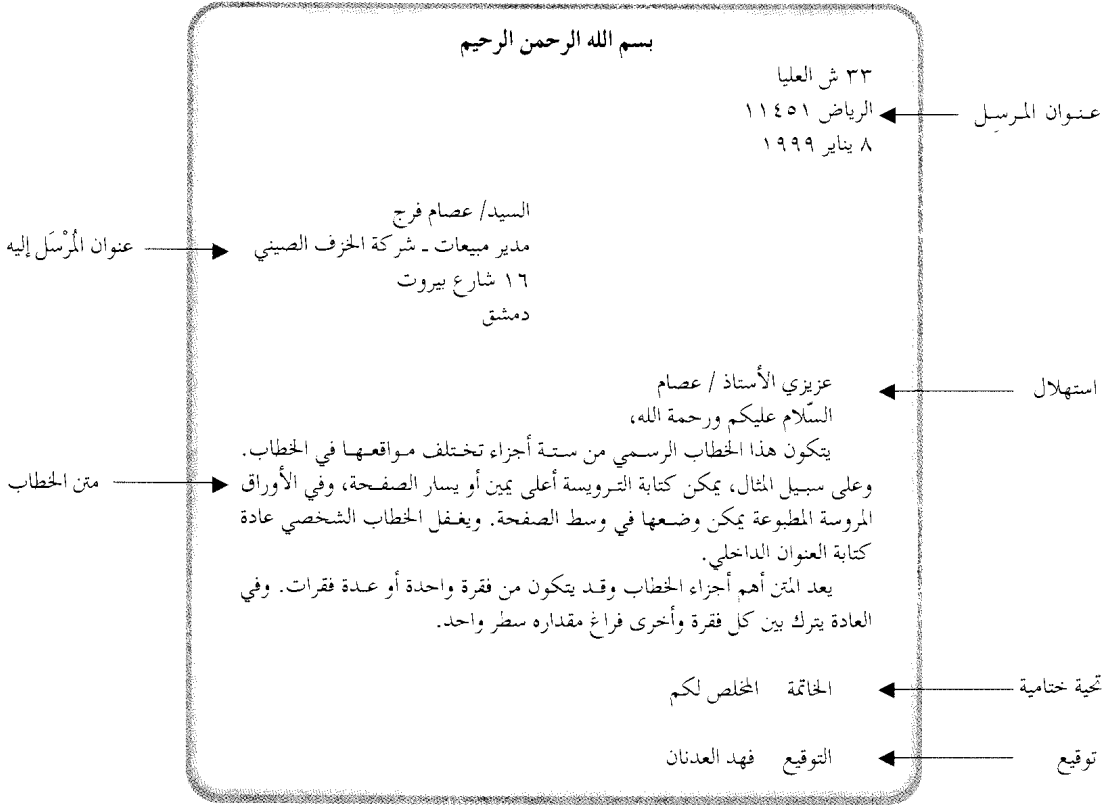 بسم الله الرحمن الرحيم
٣٣ ش العليا
الرياض ١١٤٥١
عنوان المرسِل
٨ يناير ١٩٩٩
السيد/ عصام فرج
مدير مبيعات ـ شركة الخزف الصيني
عنوان المُرْسَل إليه
١٦ شارع بيروت
دمشق
استهلال
عزيزي الأستاذ / عصام
السّلام عليكم ورحمة الله،
يتكون هذا الخطاب الرسمي من ستة أجزاء تختلف مواقعها في الخطاب.
وعلى سبيل المثال، يمكن كتابة الترويسة أعلى يمين أو يسار الصفحة، وفي الأوراق
متن الخطاب
المروسة المطبوعة يمكن وضعها في وسط الصفحة. ويغفل الخطاب الشخصي عادة
كتابة العنوان الداخلي.
يعد المتن أهم أجزاء الخطاب وقد يتكون من فقرة واحدة أو عدة فقرات. وفي
العادة يترك بين كل فقرة وأخرى فراغ مقداره سطر واحد.
تحية ختامية
الخاتمة المخلص لكم
توقيع
التوقيع فهد العدنان